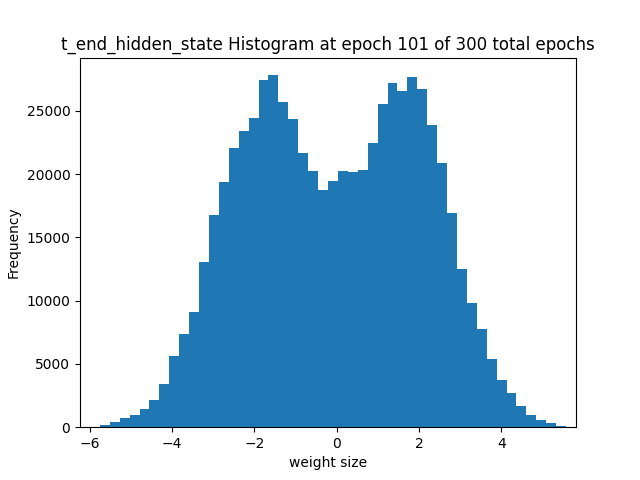 t_end_hidden_state Histogram at epoch 101 of 300 total epochs
Frequency
25000
20000
15000
10000
5000
0
−6 −4 −2 0 2 4
weight size